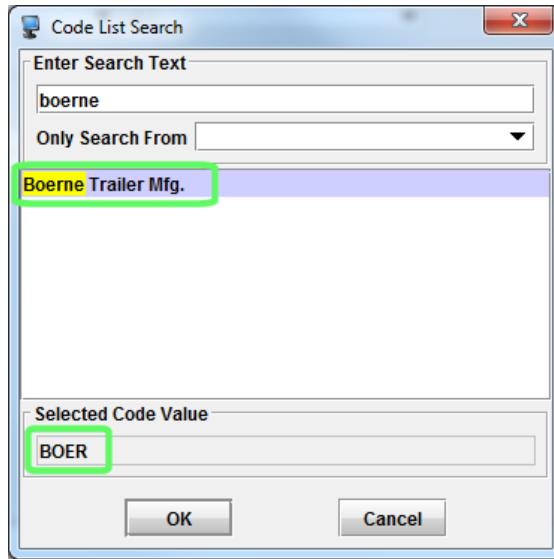 Code List Search
Enter Search Text
boerne
Only Search From
Boerne Trailer Mfg.
Selected Code Value
BOER
OK Cancel